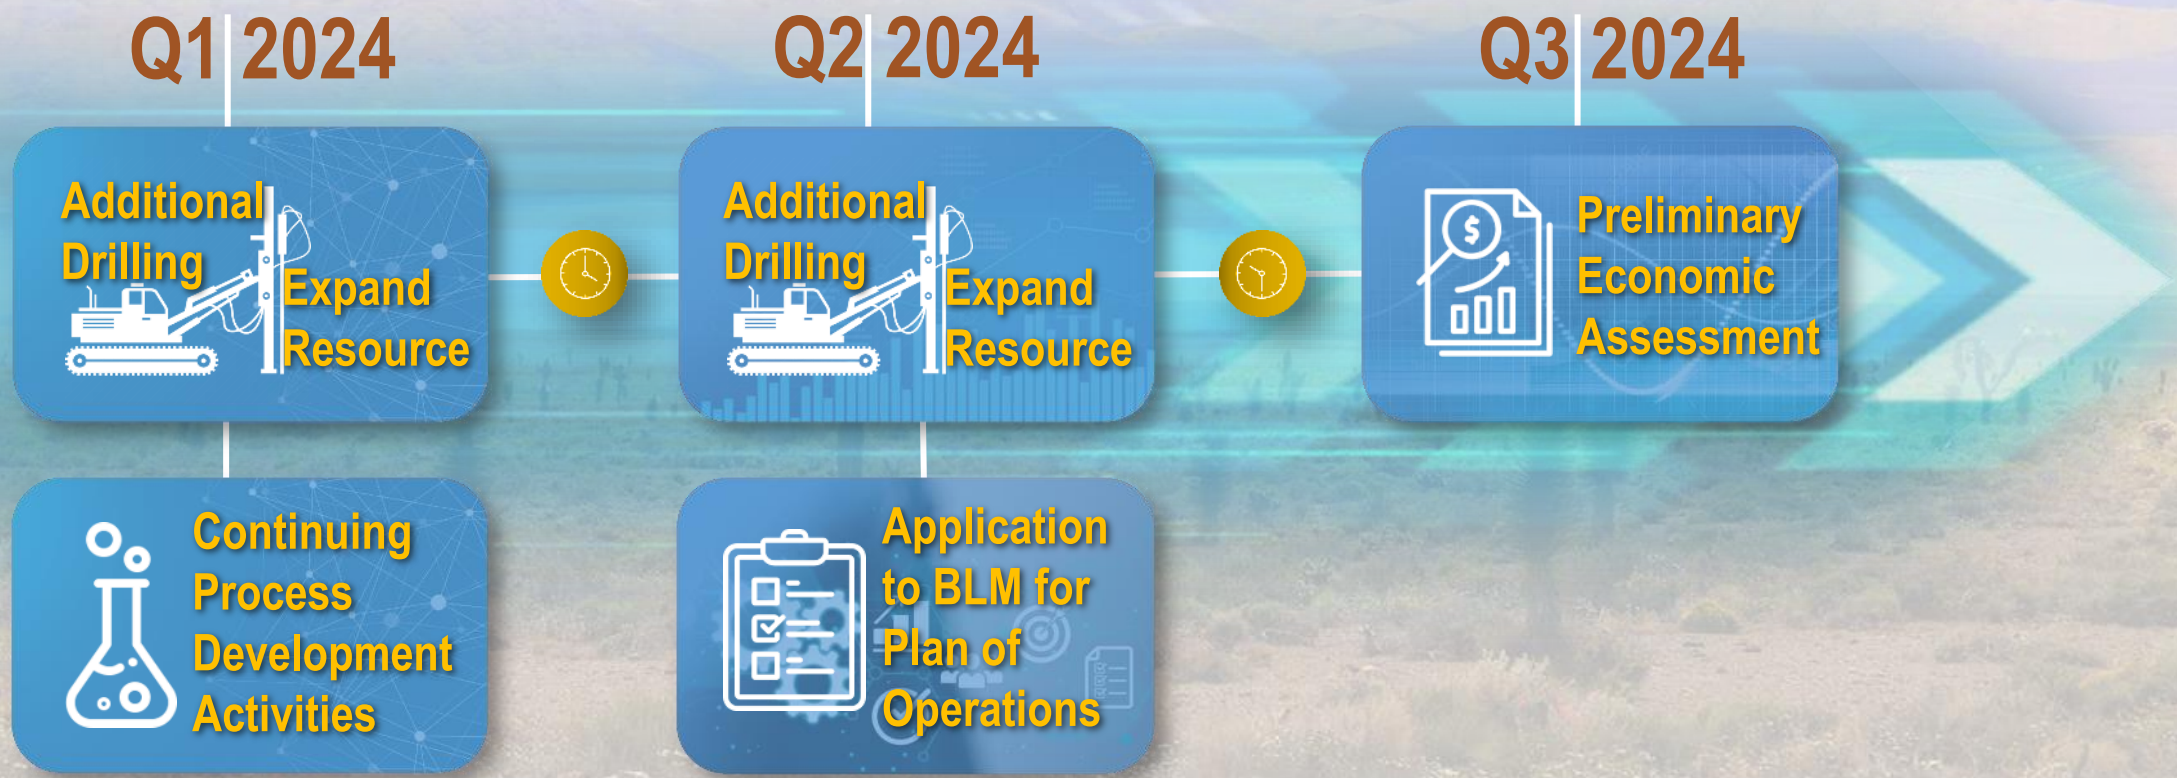 Q1 2024
Additional
Drilling
Expand
Resource
Continuing
Process
Development
Activities
Q2 2024
Additional
Drilling
Expand
Resource
Application
to BLM for
Plan of
Operations
Q3 2024
Preliminary
Economic
Assessment